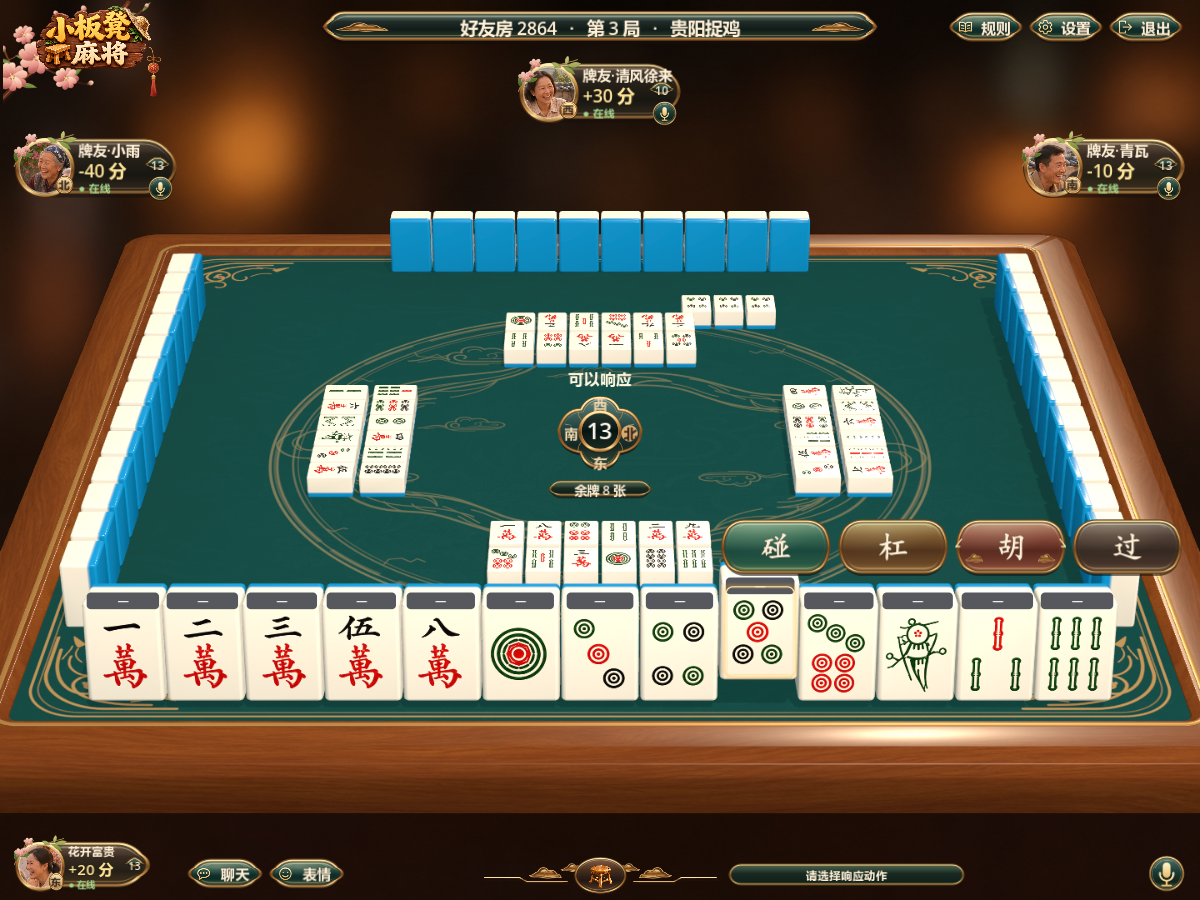 小板凳
麻将
好友房 2864 · 第 3 局 · 贵阳捉鸡
规则
设置
退出
牌友·清风徐来
+30 分
10
西
在线
牌友·小雨
-40 分
13
北
在线
牌友·青瓦
-10 分
13
南
在线
可以响应
西
南 13 北
东
余牌 8 张
碰
杠
胡
过
一 二 三 伍 八
萬 萬 萬 萬 萬
花开富贵
+20 分
13
东
在线
聊天
表情
请选择响应动作